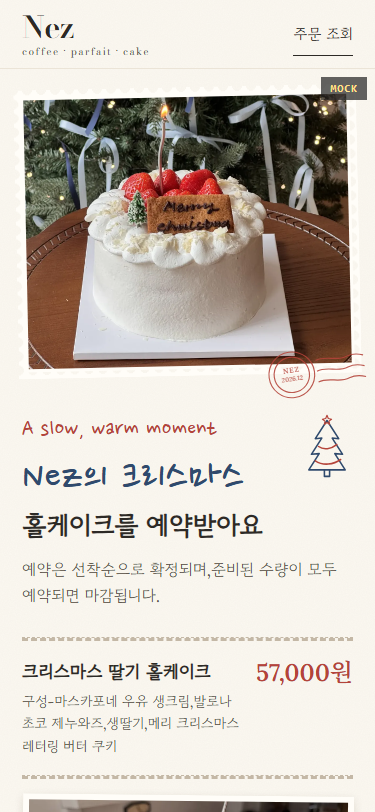 Nez
coffee · parfait · cake
주문 조회
MOCK
Merry
christmas
NEZ
2026.12
A slow, warm moment
Nez의 크리스마스
홀케이크를 예약받아요
예약은 선착순으로 확정되며,준비된 수량이 모두
예약되면 마감됩니다.
크리스마스 딸기 홀케이크
57,000원
구성-마스카포네 우유 생크림,발로나
초코 제누와즈,생딸기,메리 크리스마스
레터링 버터 쿠키